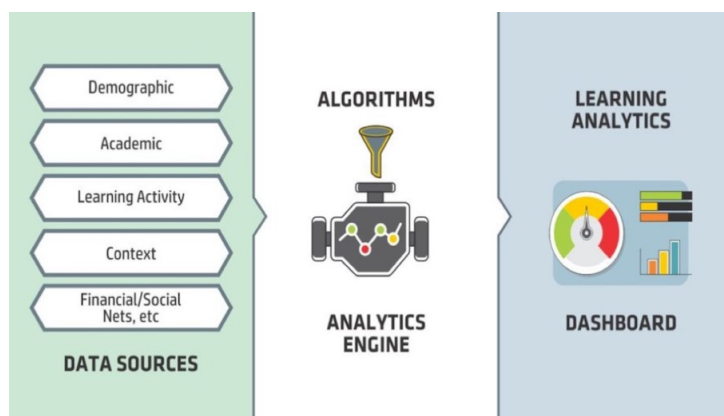 Demographic
Academic
Learning Activity
Context
Financial/Social
Nets, etc
DATA SOURCES
ALGORITHMS
ANALYTICS
ENGINE
LEARNING
ANALYTICS
DASHBOARD